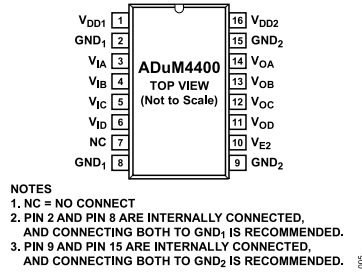 VDD1 1
16 VDD2
GND1 2
15 GND2
VIA 3
ADuM4400
14 VOA
VIB 4
TOP VIEW
13 VOB
VIC 5
(Not to Scale)
12 VOC
VID 6
11 VOD
NC 7
10 VE2
GND1 8
9 GND2
NOTES
1. NC = NO CONNECT
2. PIN 2 AND PIN 8 ARE INTERNALLY CONNECTED,
AND CONNECTING BOTH TO GND1 IS RECOMMENDED.
3. PIN 9 AND PIN 15 ARE INTERNALLY CONNECTED,
AND CONNECTING BOTH TO GND2 IS RECOMMENDED.